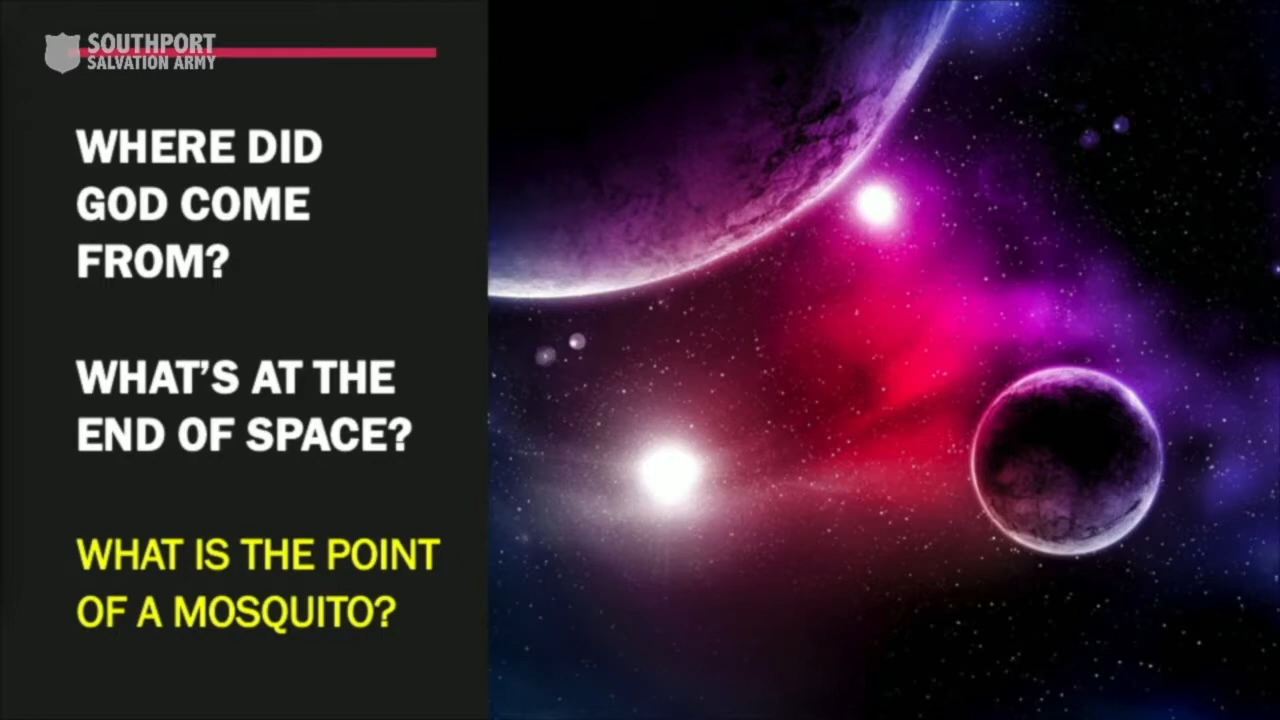 SOUTHPORT
SALVATION ARMY
WHERE DID
GOD COME
FROM?
WHAT'S AT THE
END OF SPACE?
WHAT IS THE POINT
OF A MOSQUITO?